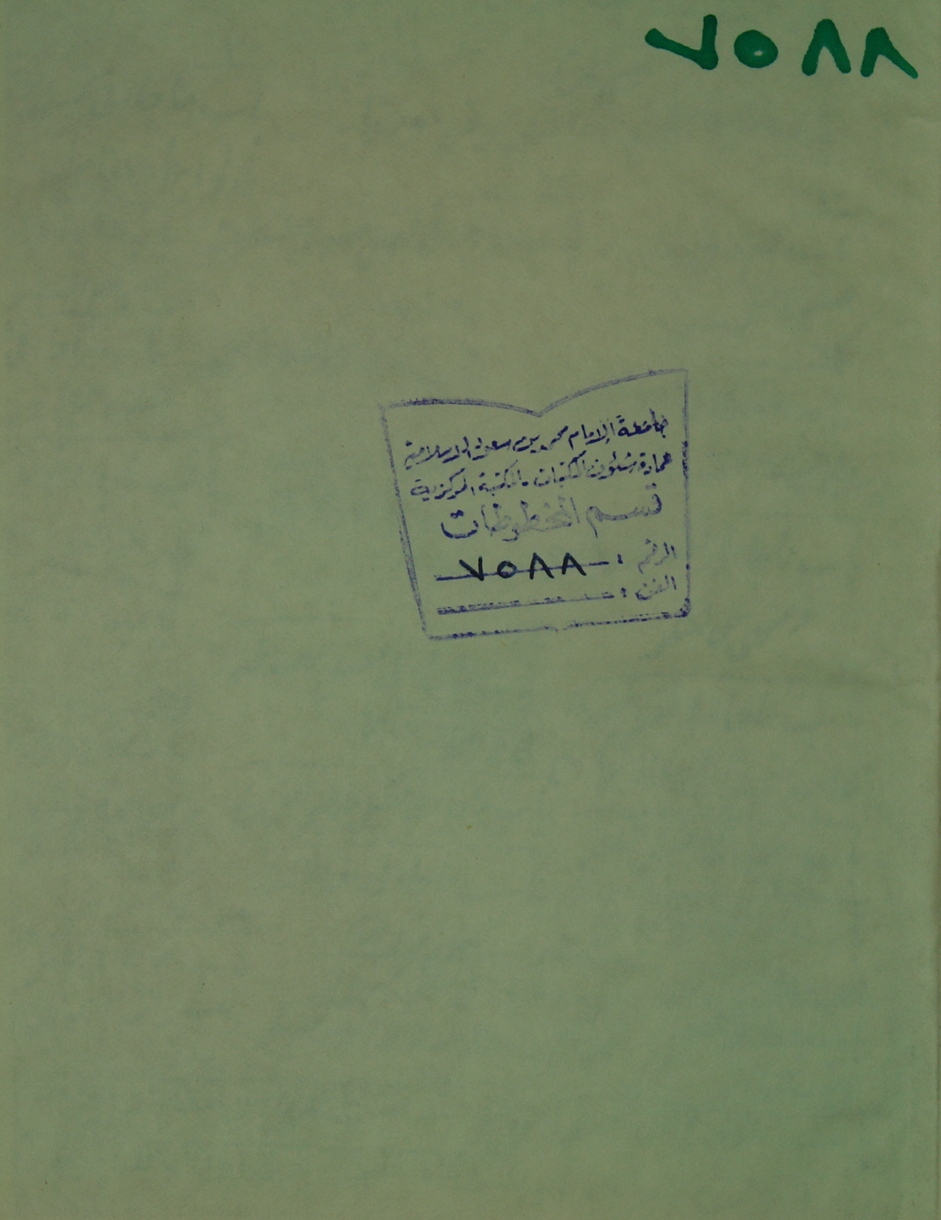 ٧٥٨٨
جامعة الإمام محمد بن سعود الإسلامية
عمادة شئون المكتبات - المكتبة المركزية
قسم المخطوطات
الرقم : ٧٥٨٨
الفن :